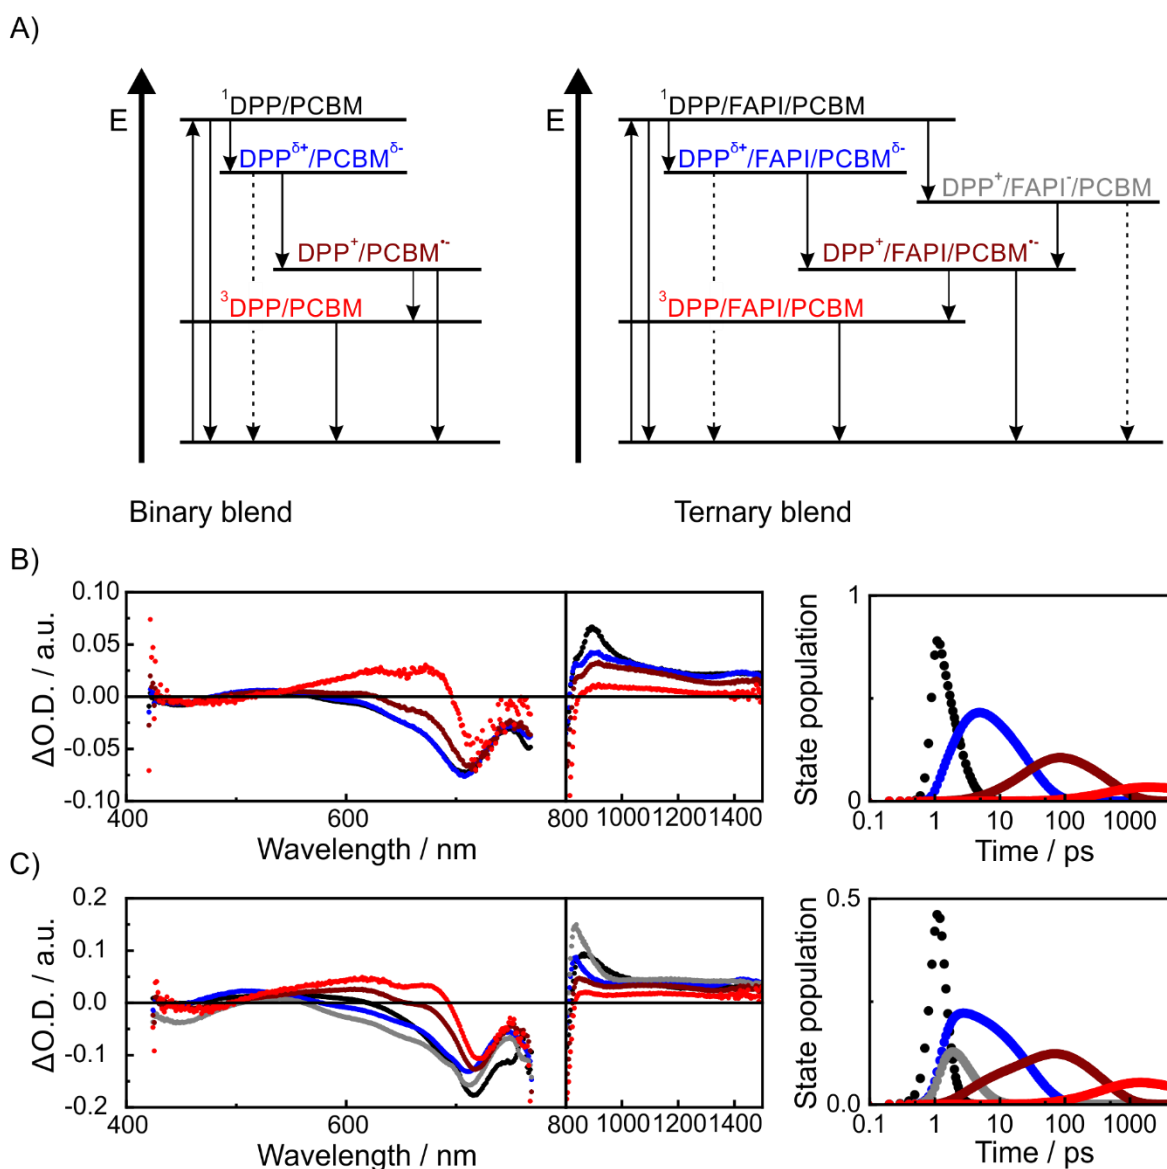 A)
E
¹DPP/PCBM
DPP^δ+/PCBM^δ-
DPP⁺/PCBM^•-
³DPP/PCBM
Binary blend
E
¹DPP/FAPI/PCBM
DPP^δ+/FAPI/PCBM^δ-
DPP⁺/FAPI⁻/PCBM
DPP⁺/FAPI/PCBM^•-
³DPP/FAPI/PCBM
Ternary blend
B)
ΔO.D. / a.u.
0.10
0.05
0.00
-0.05
-0.10
400 600 800 1000 1200 1400
Wavelength / nm
State population
1
0
0.1 1 10 100 1000
Time / ps
C)
ΔO.D. / a.u.
0.2
0.1
0.0
-0.1
-0.2
400 600 800 1000 1200 1400
Wavelength / nm
State population
0.5
0.0
0.1 1 10 100 1000
Time / ps